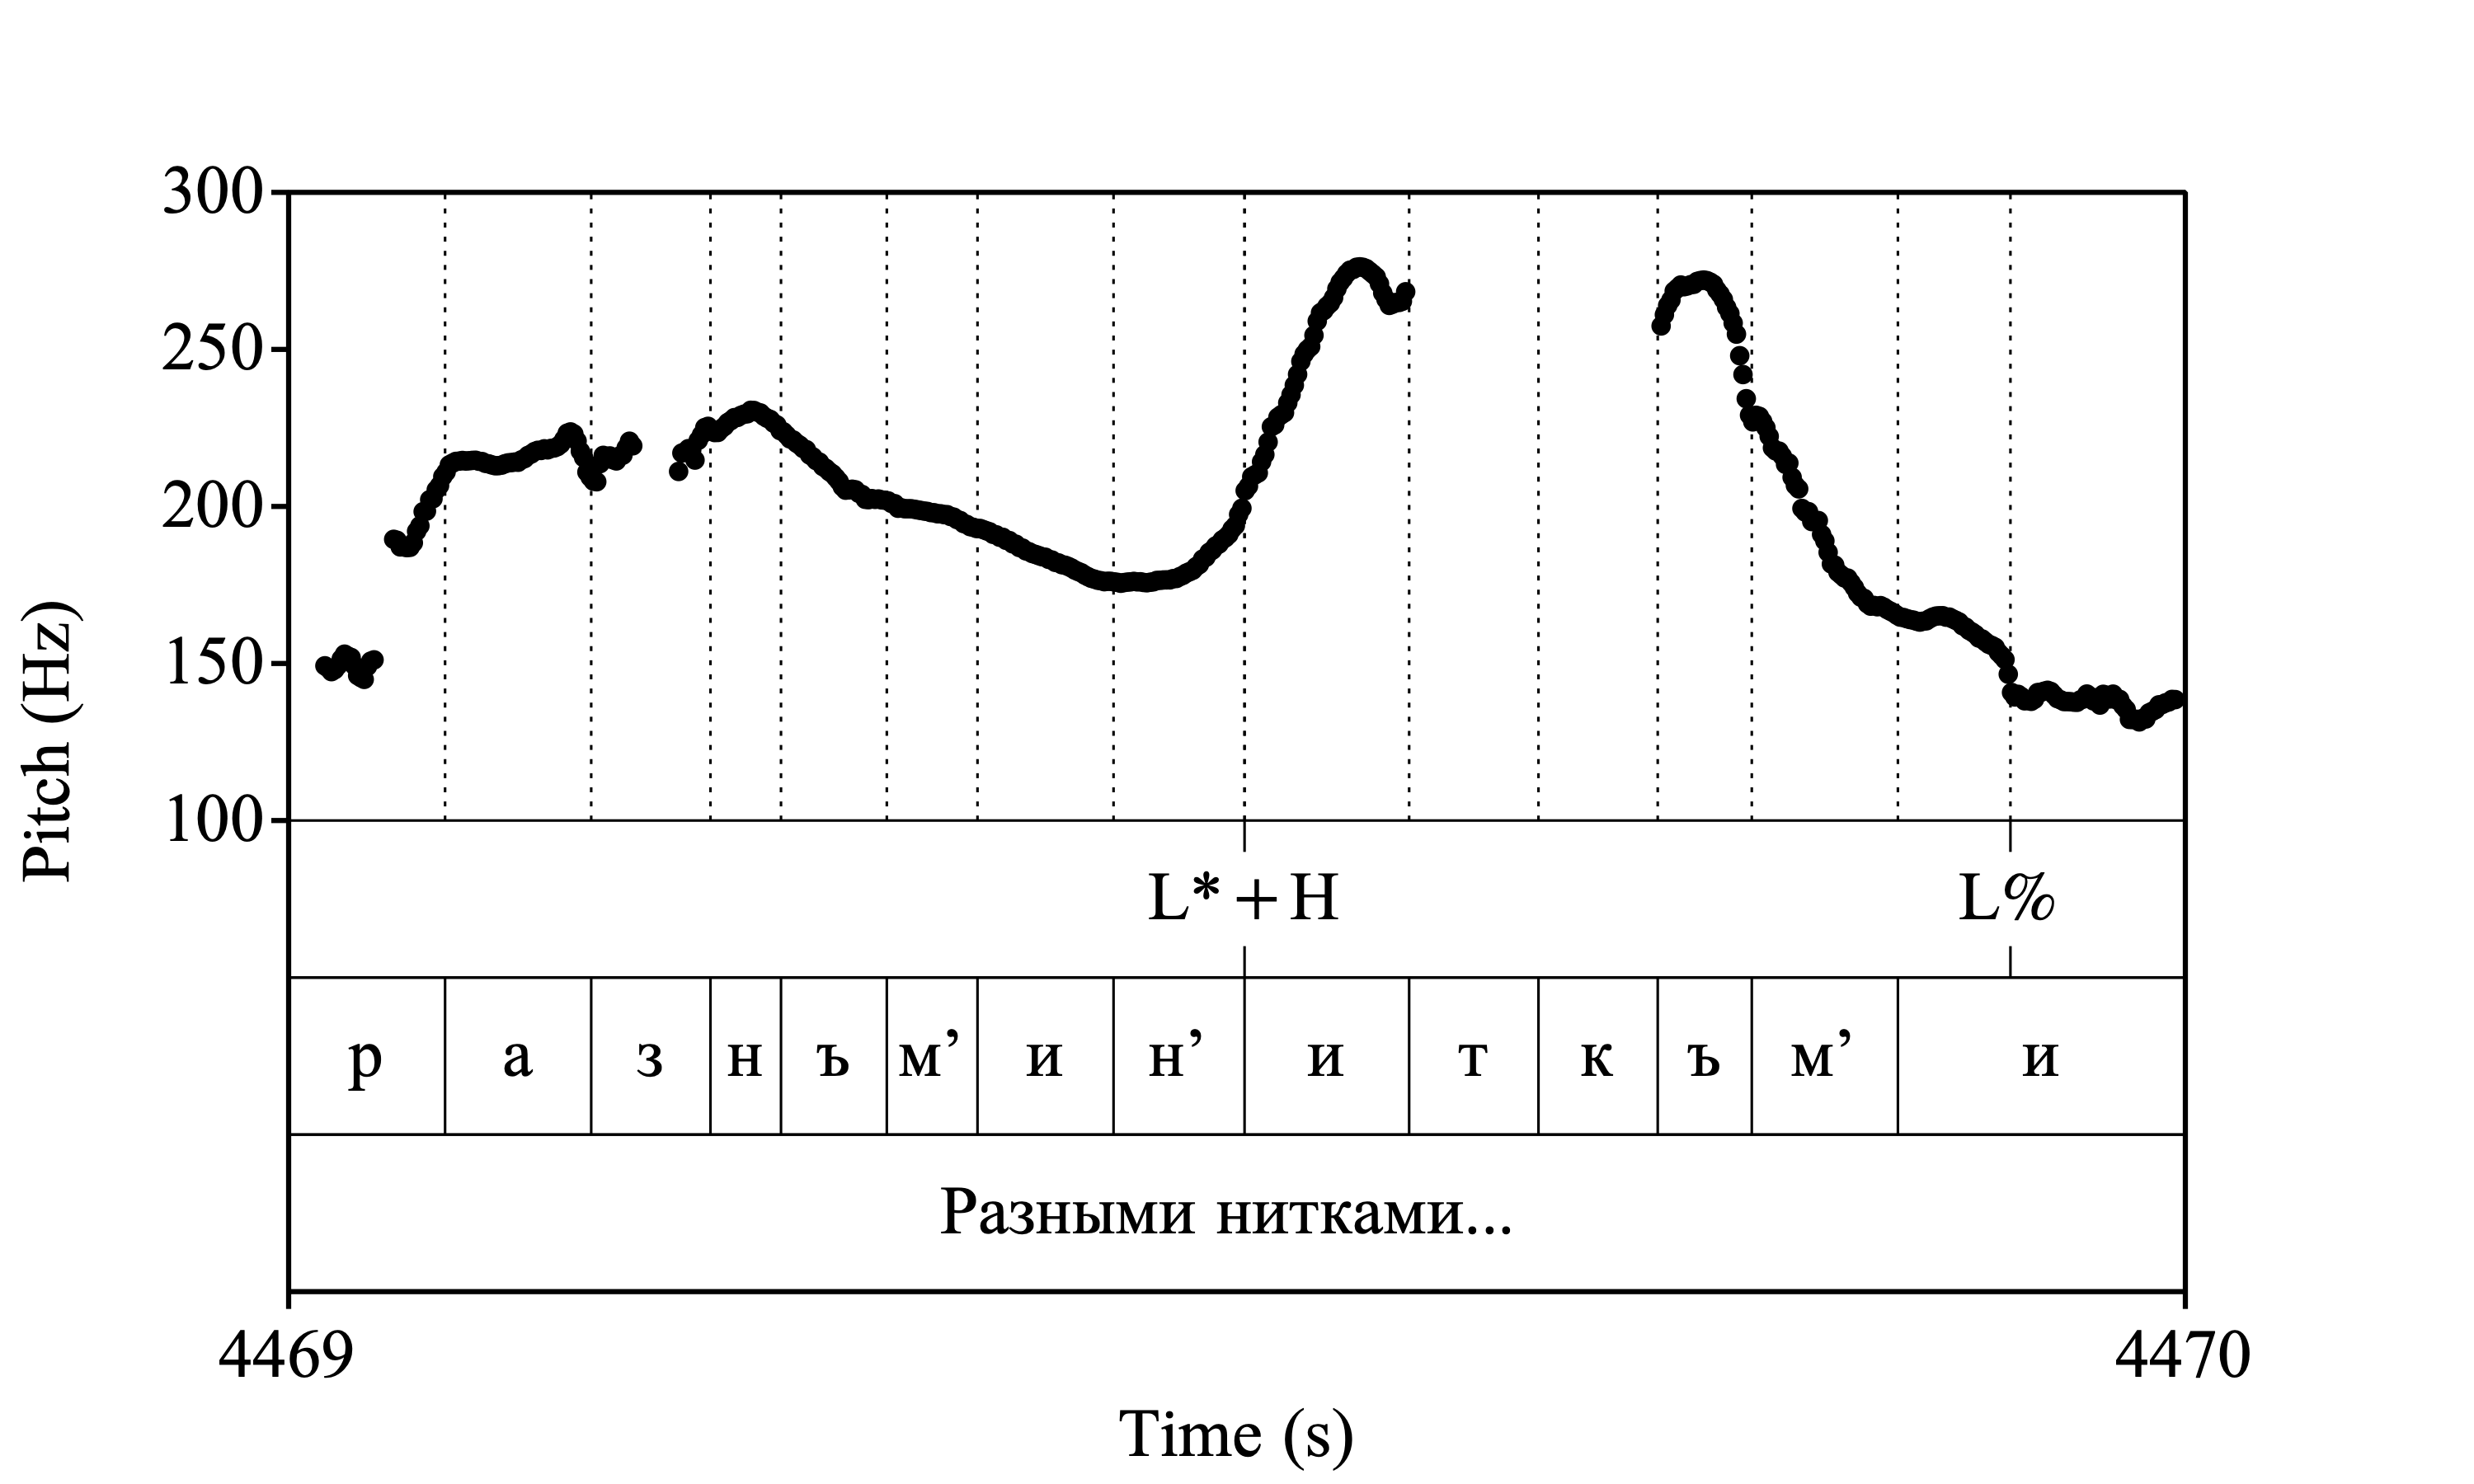 300
250
200
150
100
Pitch (Hz)
L*+H L%
р а з н ъ м’ и н’ и т к ъ м’ и
Разными нитками...
4469 4470
Time (s)